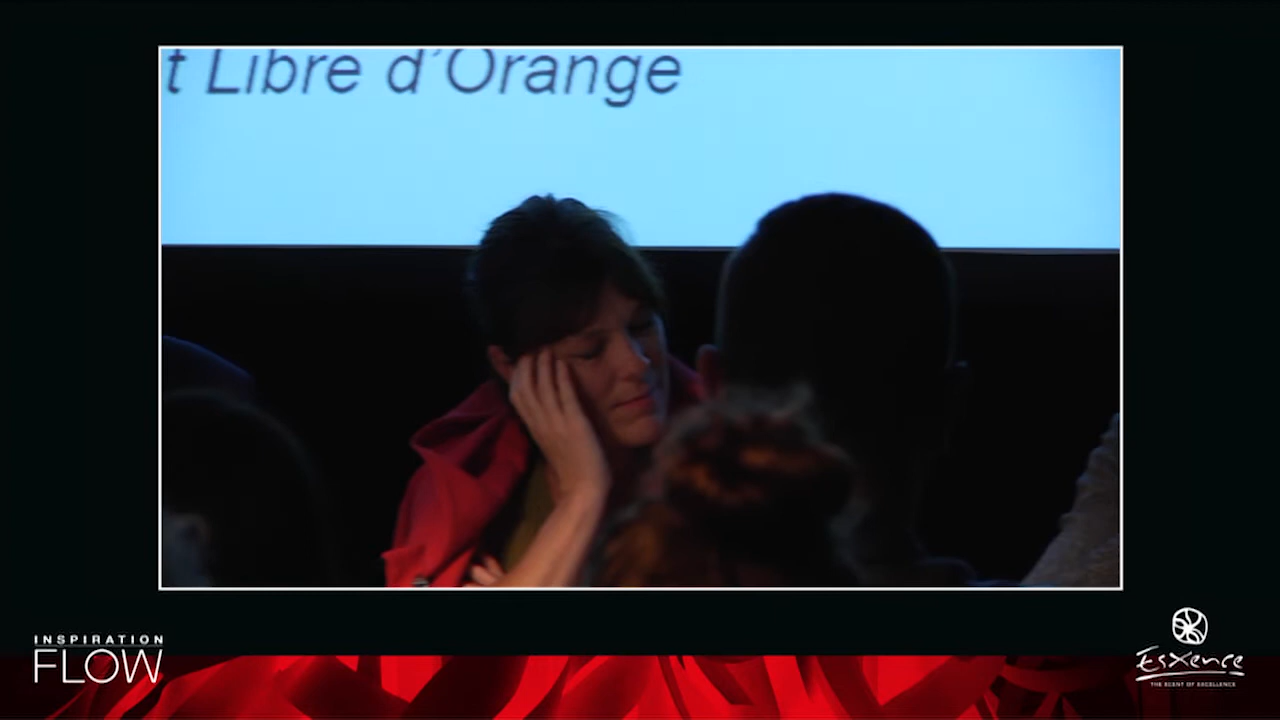 t Libre d'Orange
INSPIRATION
FLOW
Esxence
THE SCENT OF EXCELLENCE